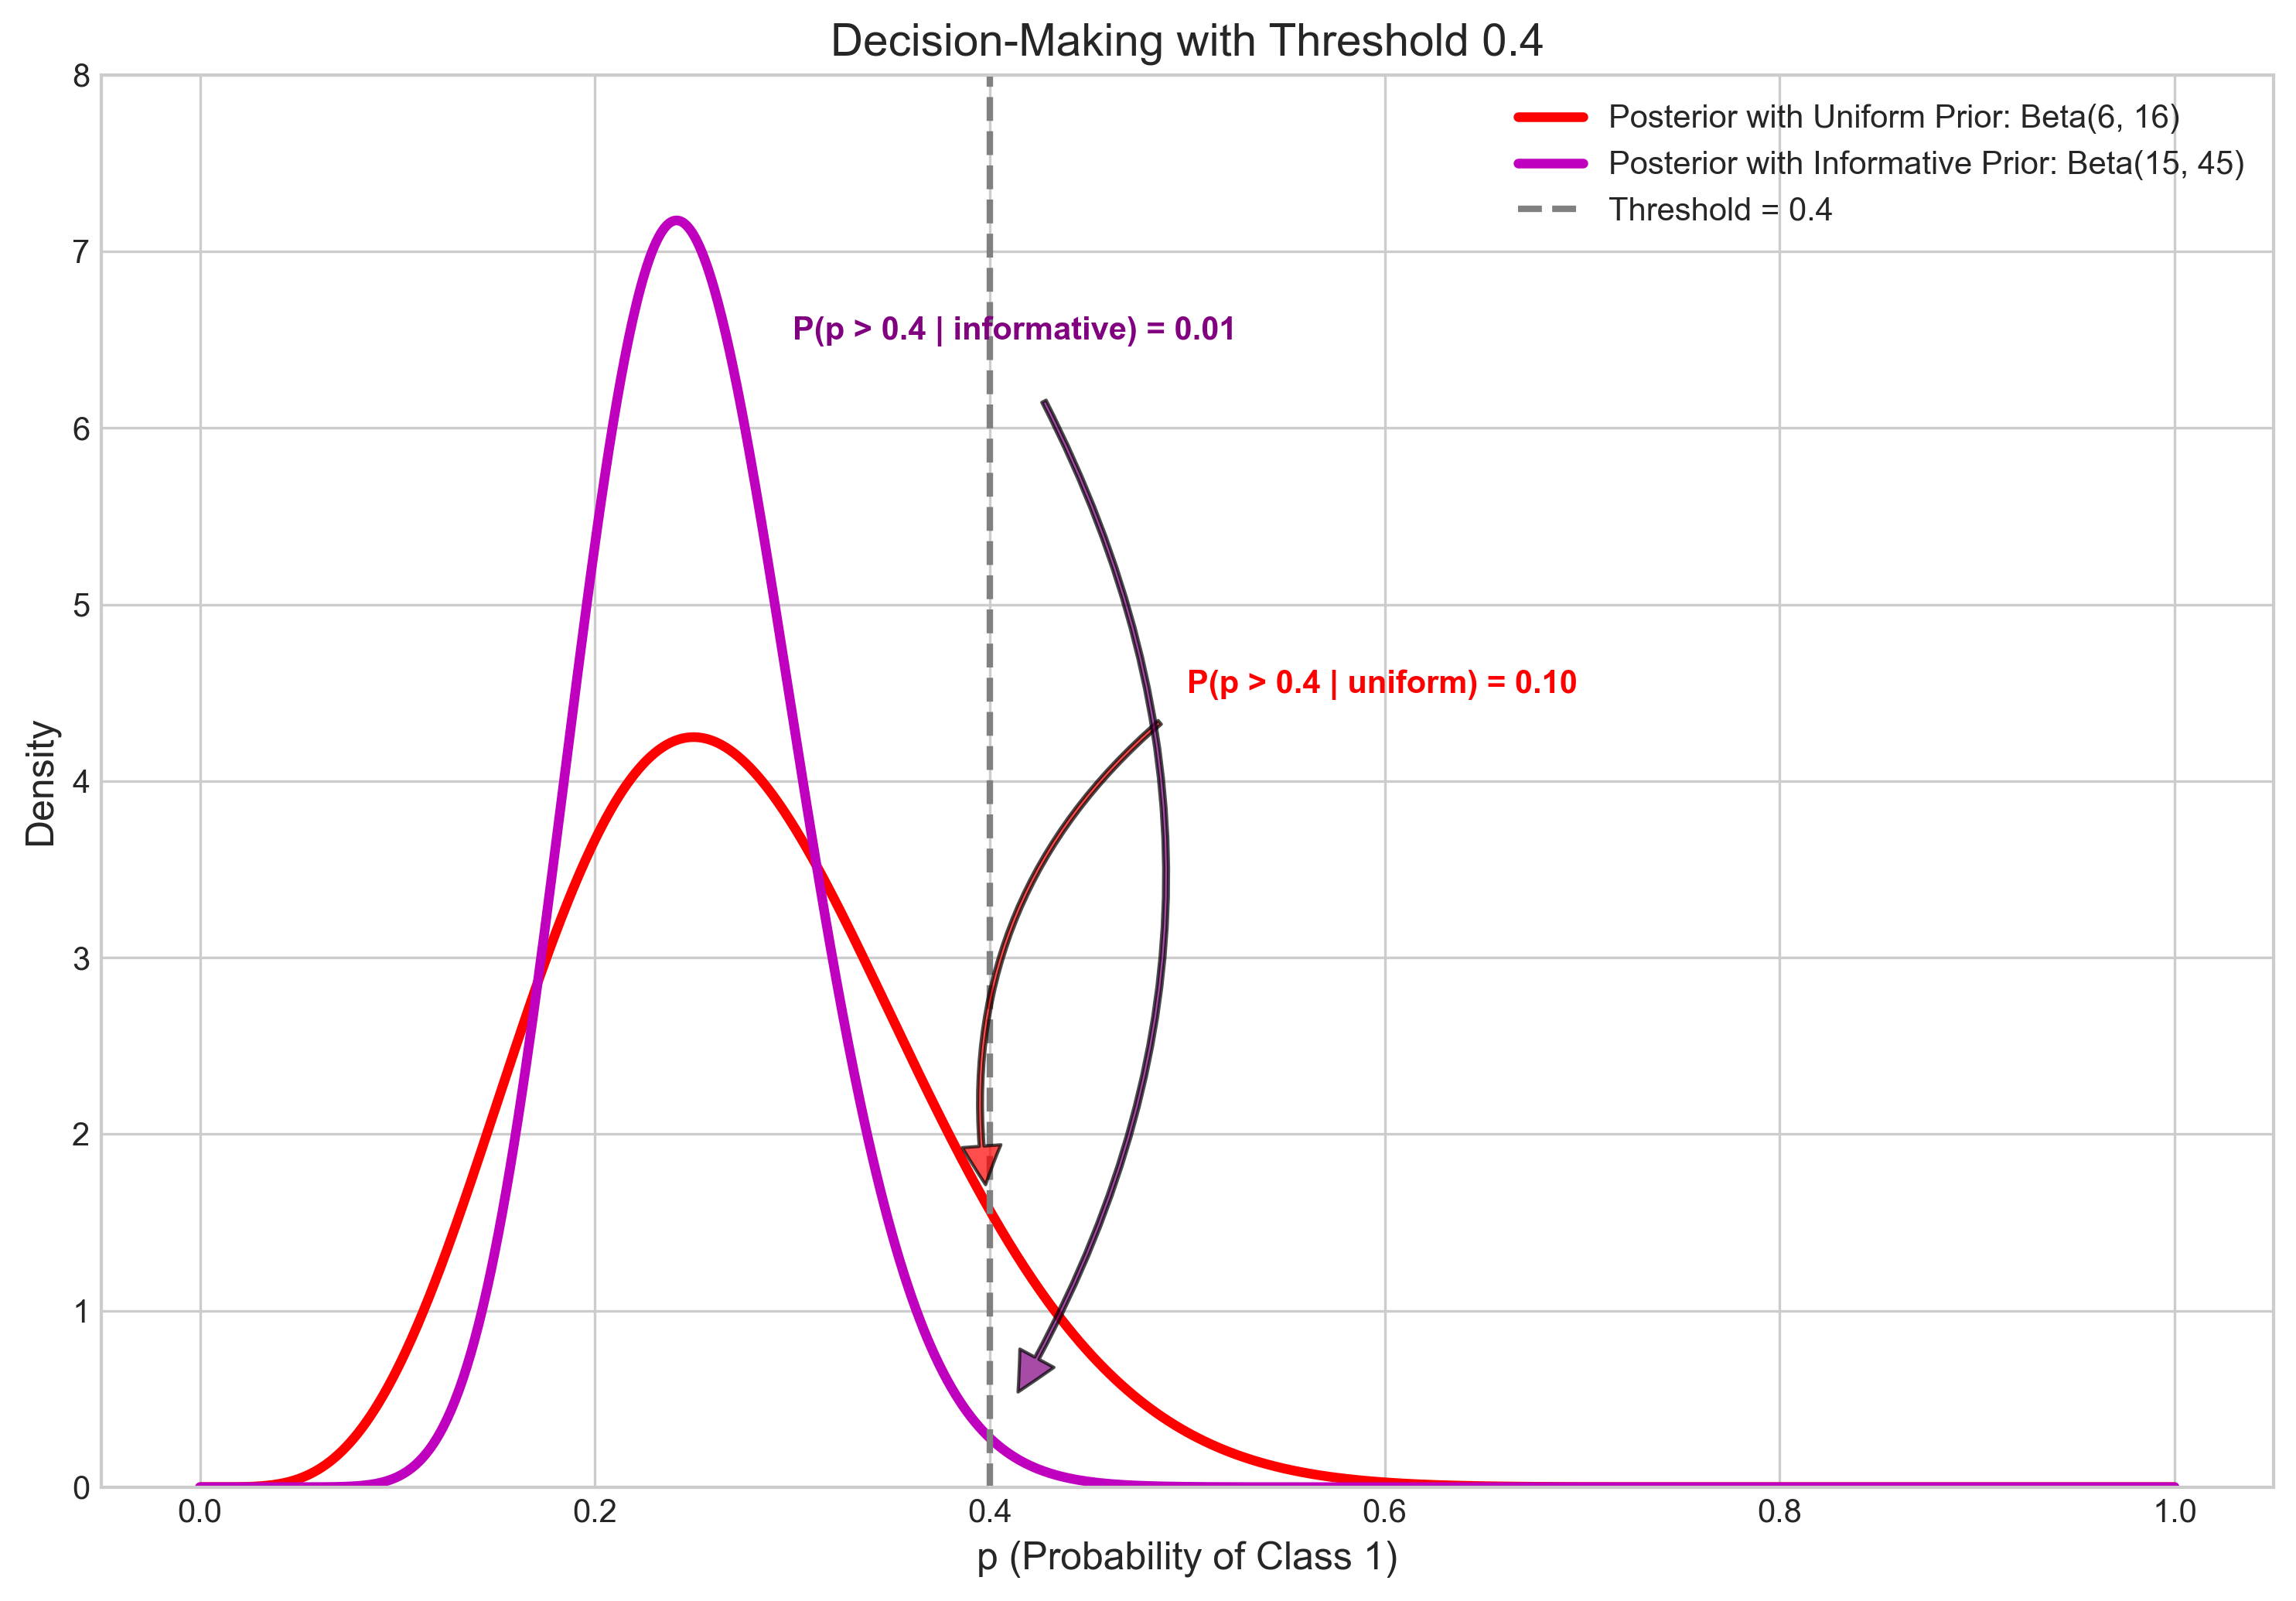 Decision-Making with Threshold 0.4
Posterior with Uniform Prior: Beta(6, 16)
Posterior with Informative Prior: Beta(15, 45)
Threshold = 0.4
P(p > 0.4 | informative) = 0.01
P(p > 0.4 | uniform) = 0.10
Density
8
7
6
5
4
3
2
1
0
0.0 0.2 0.4 0.6 0.8 1.0
p (Probability of Class 1)